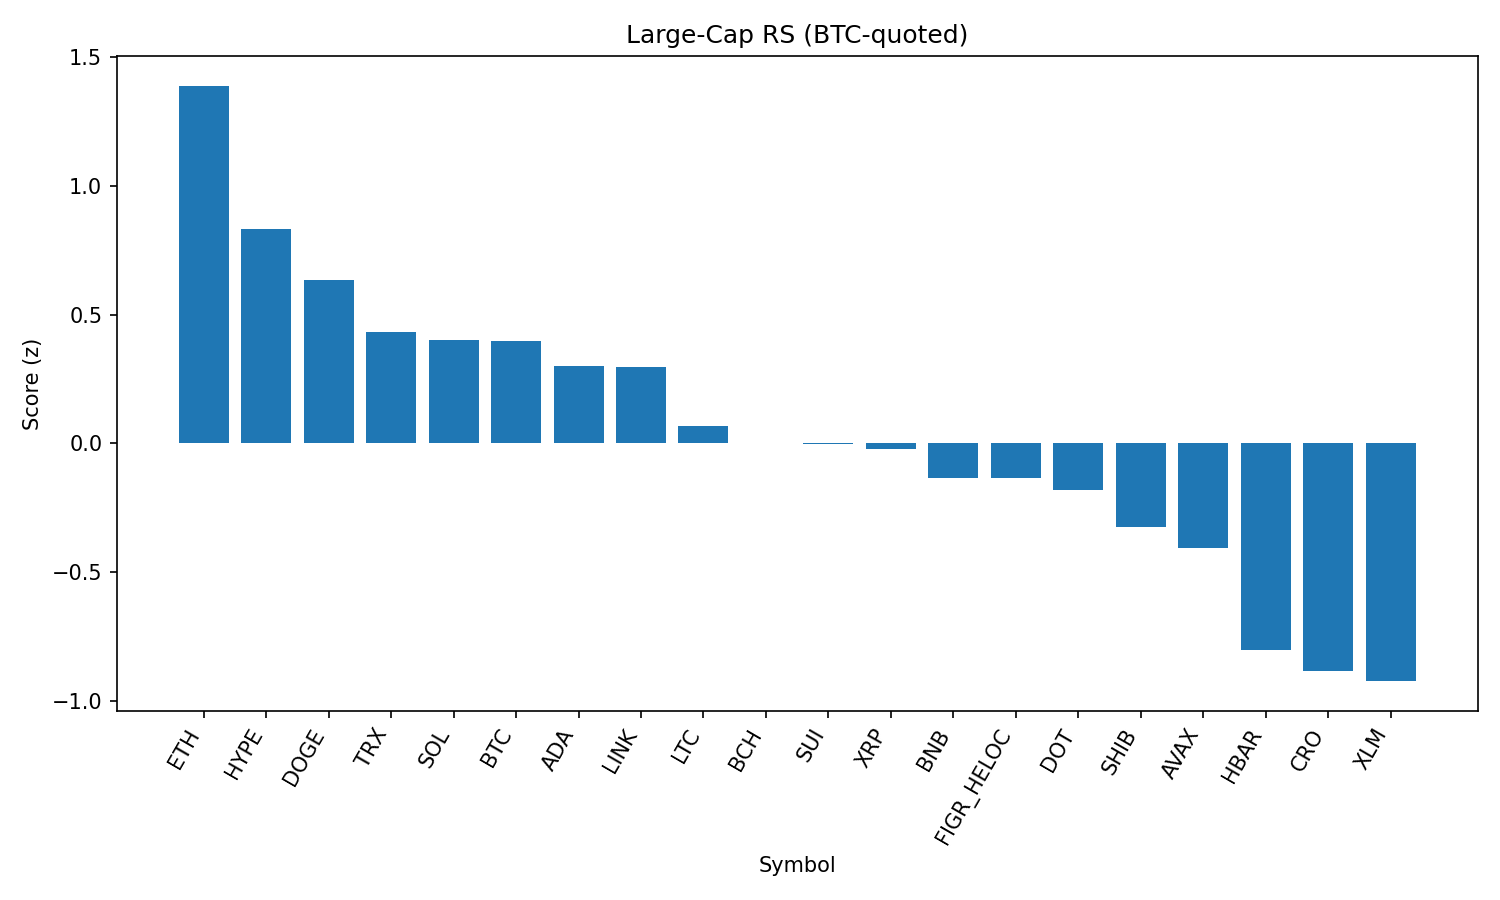 Large-Cap RS (BTC-quoted)
1.5
1.0
0.5
0.0
−0.5
−1.0
Score (z)
ETH
HYPE
DOGE
TRX
SOL
BTC
ADA
LINK
LTC
BCH
SUI
XRP
BNB
FIGR_HELOC
DOT
SHIB
AVAX
HBAR
CRO
XLM
Symbol